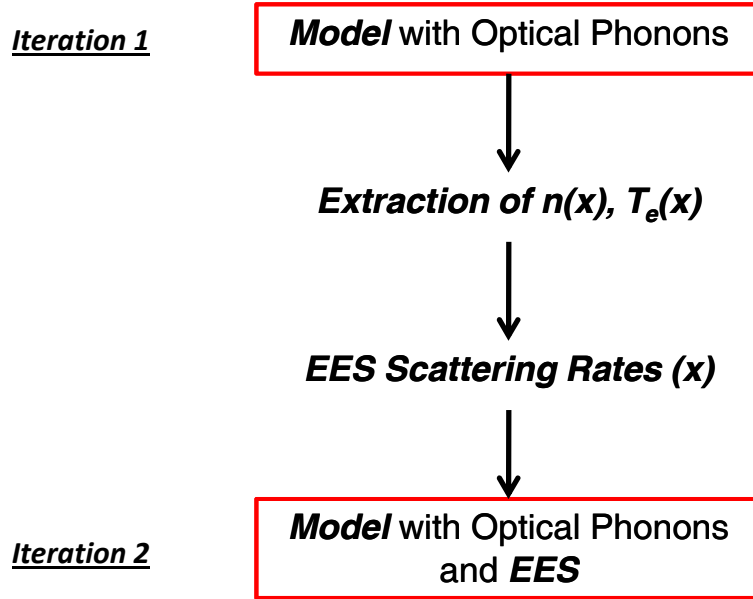 Iteration 1
Model with Optical Phonons
Extraction of n(x), Te(x)
EES Scattering Rates (x)
Iteration 2
Model with Optical Phonons
and EES